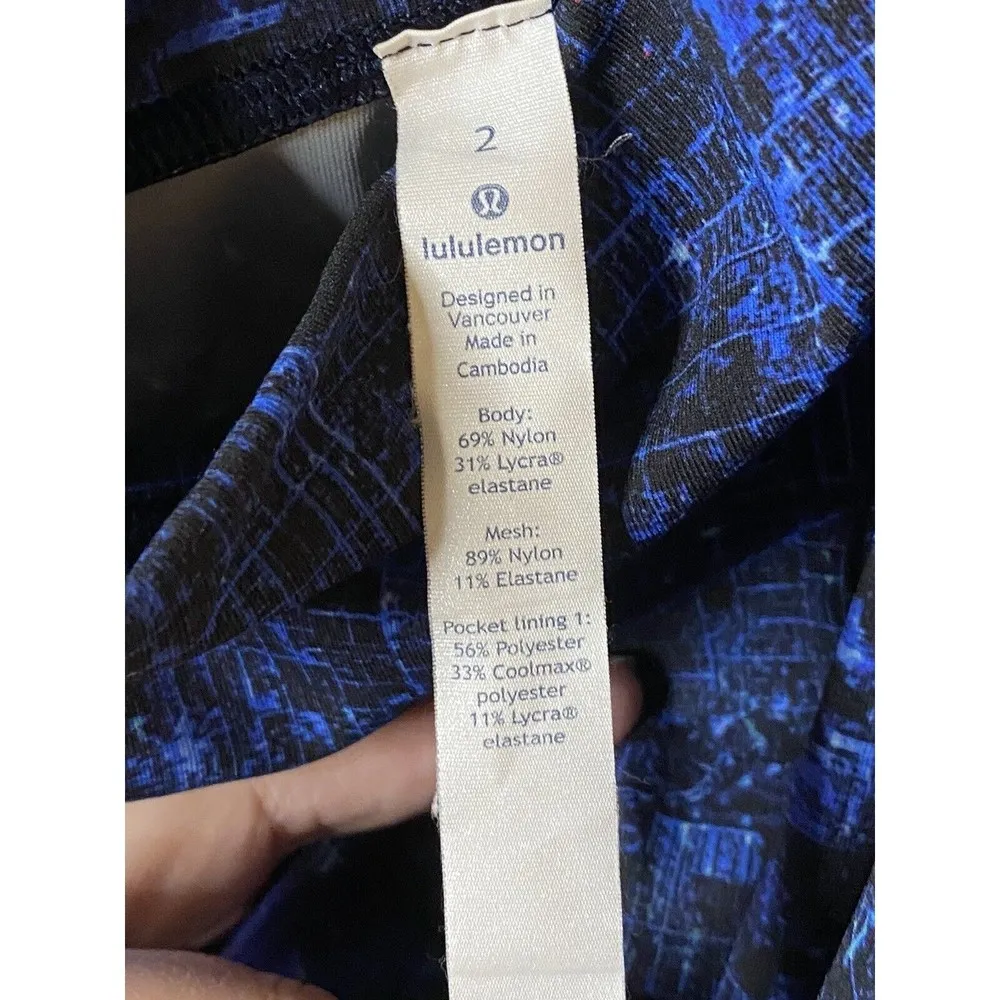 2
lululemon
Designed in
Vancouver
Made in
Cambodia
Body:
69% Nylon
31% Lycra®
elastane
Mesh:
89% Nylon
11% Elastane
Pocket lining 1:
56% Polyester
33% Coolmax®
polyester
11% Lycra®
elastane